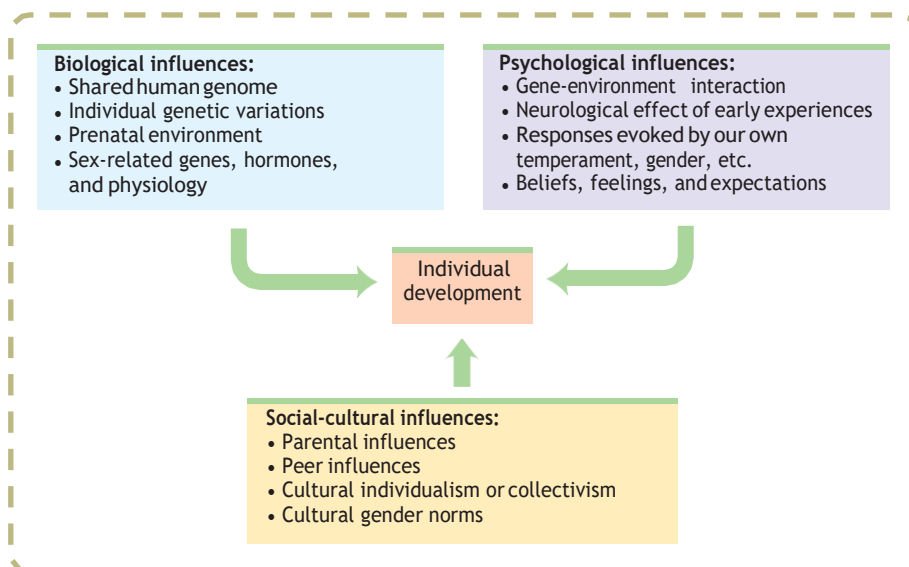 Biological influences:
• Shared human genome
• Individual genetic variations
• Prenatal environment
• Sex-related genes, hormones,
and physiology
Psychological influences:
• Gene-environment interaction
• Neurological effect of early experiences
• Responses evoked by our own
temperament, gender, etc.
• Beliefs, feelings, and expectations
Individual
development
Social-cultural influences:
• Parental influences
• Peer influences
• Cultural individualism or collectivism
• Cultural gender norms